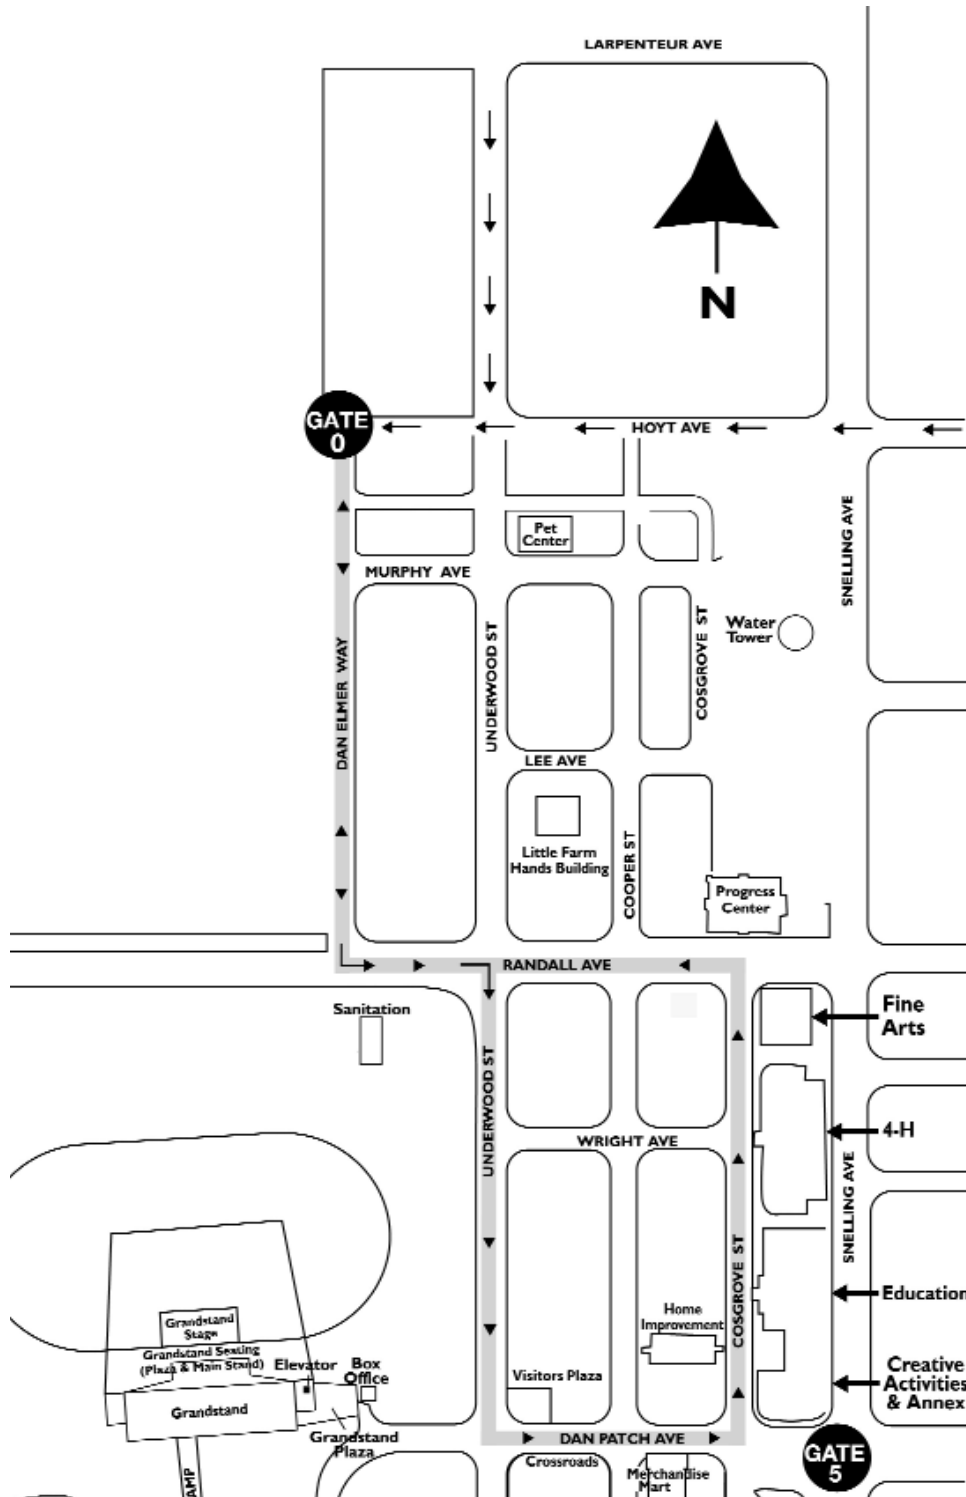 LARPENTEUR AVE
N
GATE
0
HOYT AVE
Pet
Center
SNELLING AVE
MURPHY AVE
Water
Tower
COSGROVE ST
UNDERWOOD ST
DAN ELMER WAY
LEE AVE
Little Farm
Hands Building
COOPER ST
Progress
Center
RANDALL AVE
Sanitation
Fine
Arts
UNDERWOOD ST
4-H
WRIGHT AVE
SNELLING AVE
COSGROVE ST
Education
Home
Improvement
Grandstand
Stage
Grandstand Seating
(Plaza & Main Stand)
Elevator
Box
Office
Visitors Plaza
Creative
Activities
& Annex
Grandstand
Grandstand
Plaza
DAN PATCH AVE
GATE
5
Crossroads
Merchandise
Mart
AMP